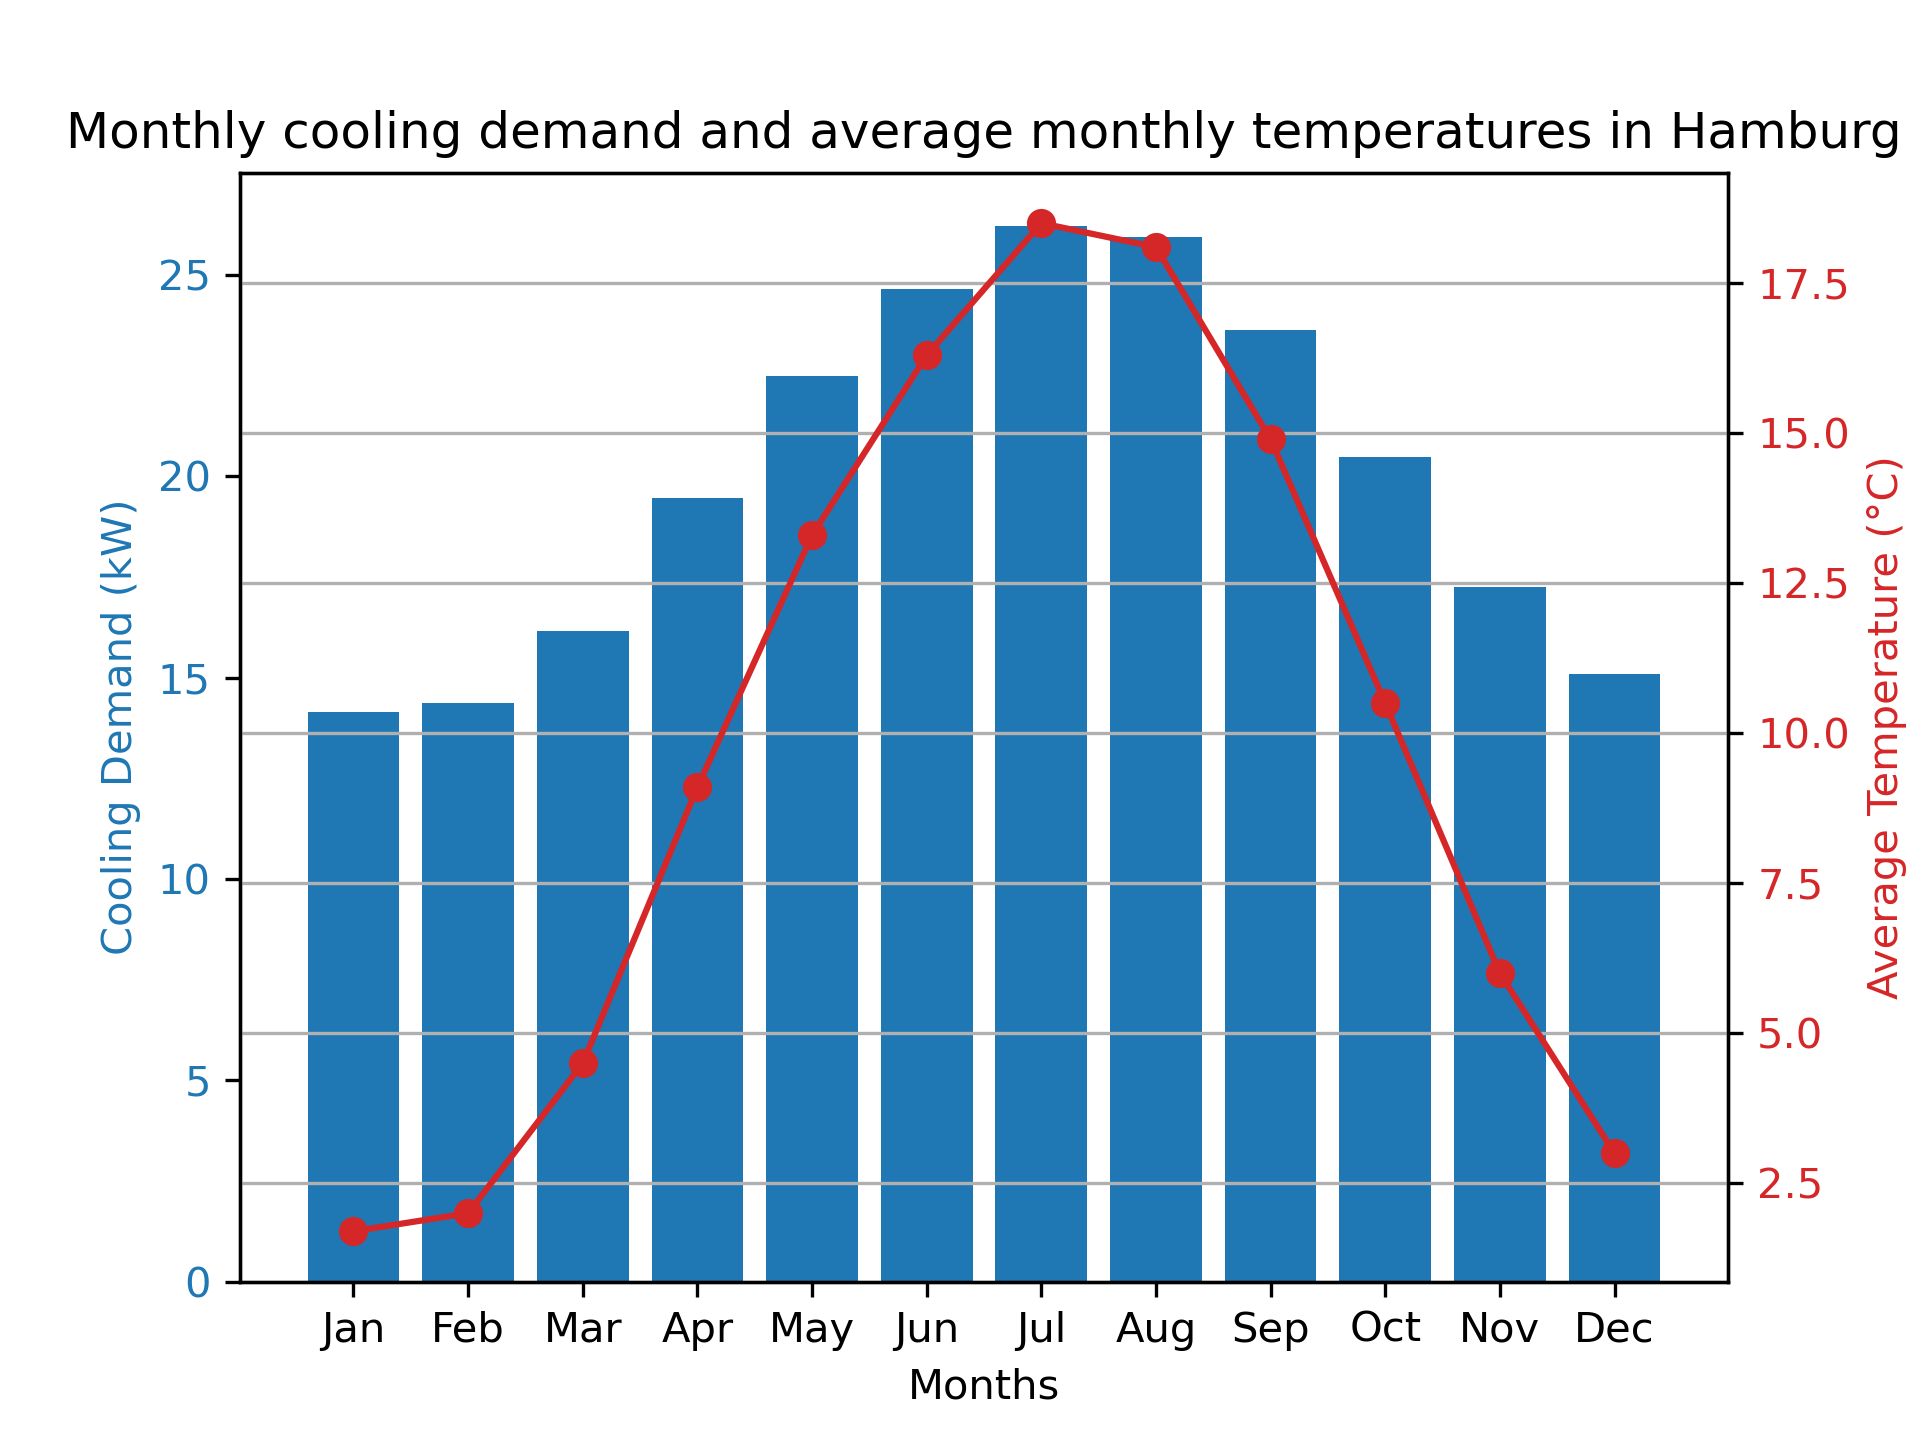 Monthly cooling demand and average monthly temperatures in Hamburg
Cooling Demand (kW)
25
20
15
10
5
0
17.5
15.0
12.5
10.0
7.5
5.0
2.5
Average Temperature (°C)
Jan Feb Mar Apr May Jun Jul Aug Sep Oct Nov Dec
Months